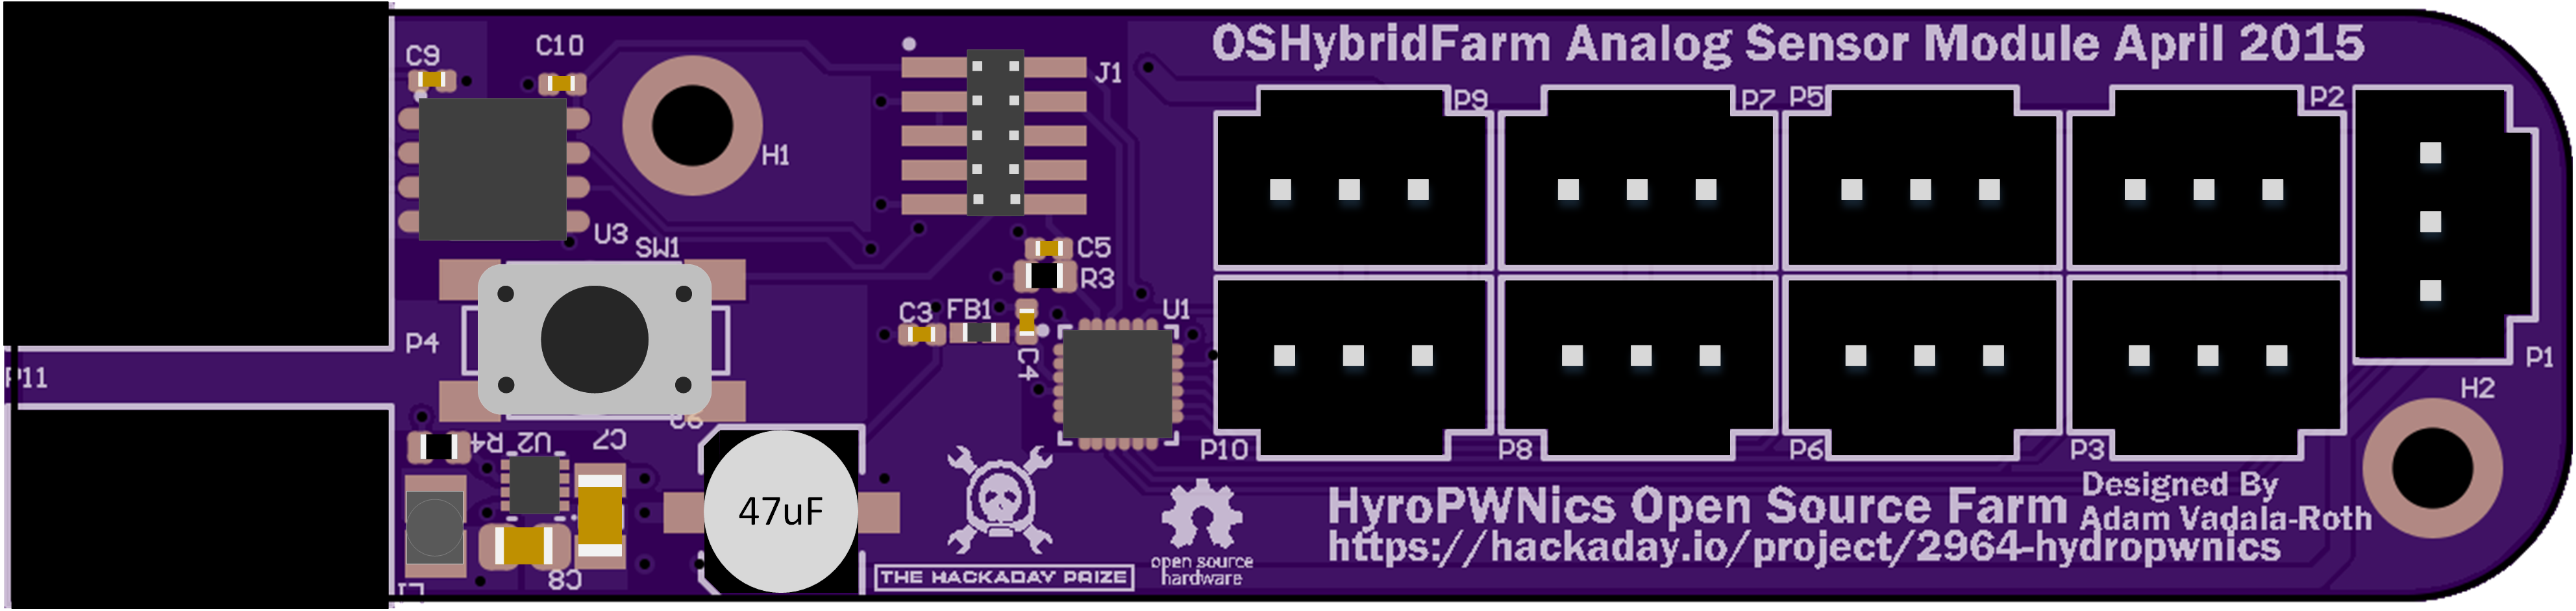 OSHybridFarm Analog Sensor Module April 2015
C9
C10
J1
P9
P7
P5
P2
H1
U3
SW1
C5
R3
C3
FB1
U1
C4
P4
P11
P1
H2
P10
P8
P6
P3
R4
U2
C7
47uF
C8
L1
HyroPWNics Open Source Farm
Designed By
Adam Vadala-Roth
https://hackaday.io/project/2964-hydropwnics
THE HACKADAY PRIZE
open source
hardware